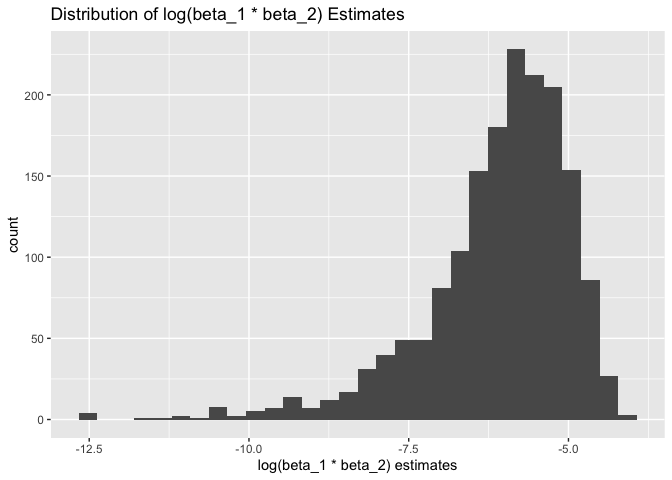 Distribution of log(beta_1 * beta_2) Estimates
count
200
150
100
50
0
-12.5 -10.0 -7.5 -5.0
log(beta_1 * beta_2) estimates